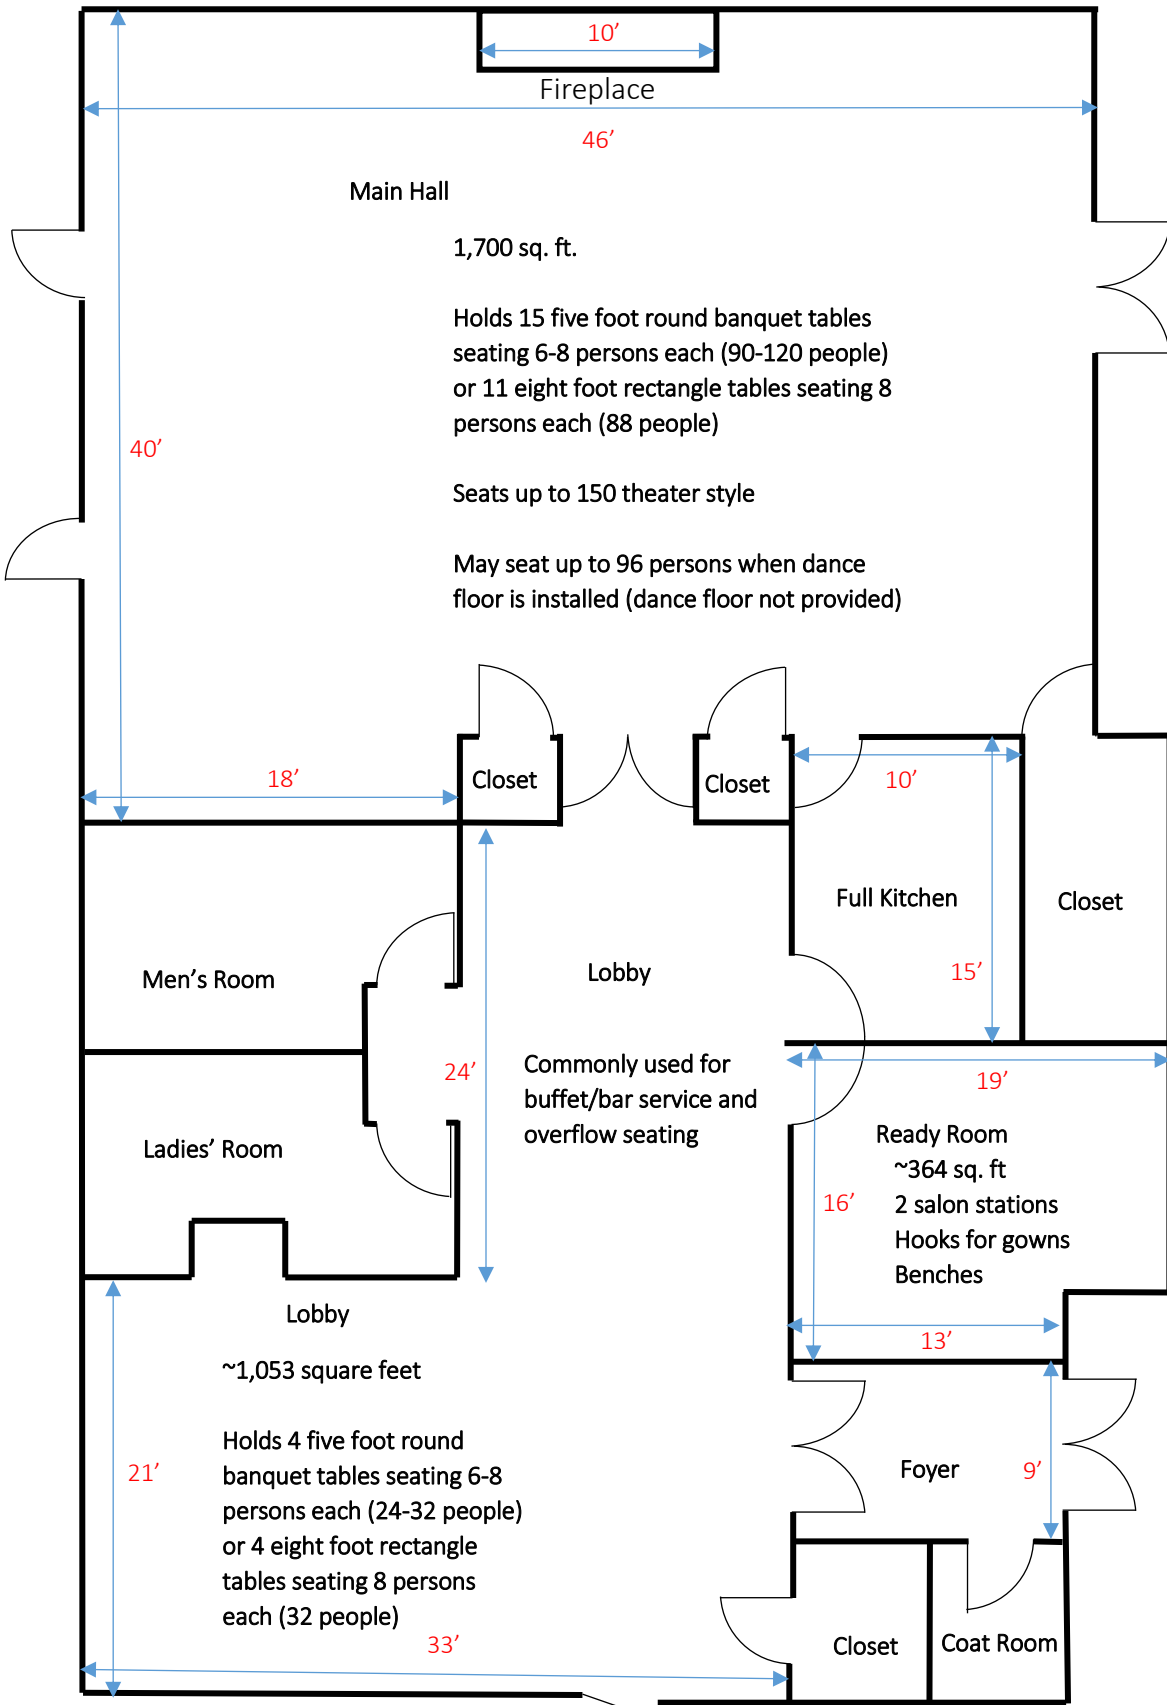 10’
Fireplace
46’
Main Hall
1,700 sq. ft.
Holds 15 five foot round banquet tables
seating 6-8 persons each (90-120 people)
or 11 eight foot rectangle tables seating 8
persons each (88 people)
40’
Seats up to 150 theater style
May seat up to 96 persons when dance
floor is installed (dance floor not provided)
18’
Closet
Closet
10’
Full Kitchen
Closet
Men’s Room
Lobby
15’
24’
Commonly used for
buffet/bar service and
overflow seating
19’
Ladies’ Room
Ready Room
~364 sq. ft
2 salon stations
Hooks for gowns
Benches
16’
13’
Lobby
~1,053 square feet
Holds 4 five foot round
banquet tables seating 6-8
persons each (24-32 people)
or 4 eight foot rectangle
tables seating 8 persons
each (32 people)
21’
Foyer
9’
33’
Closet
Coat Room